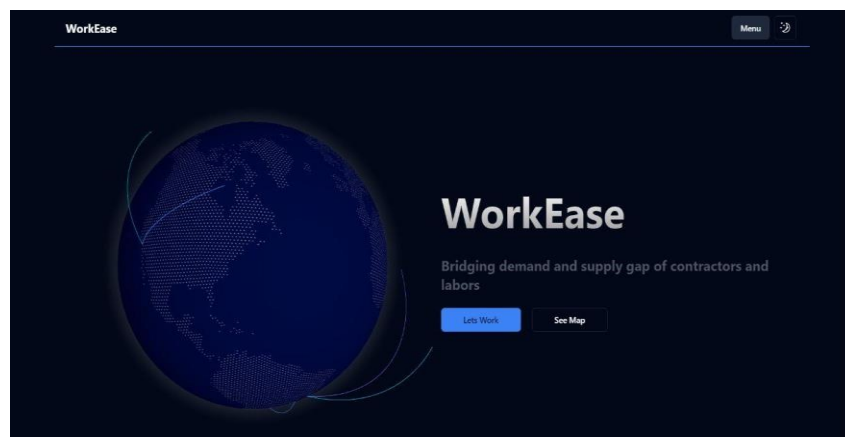 WorkEase
Menu
WorkEase
Bridging demand and supply gap of contractors and
labors
Lets Work
See Map